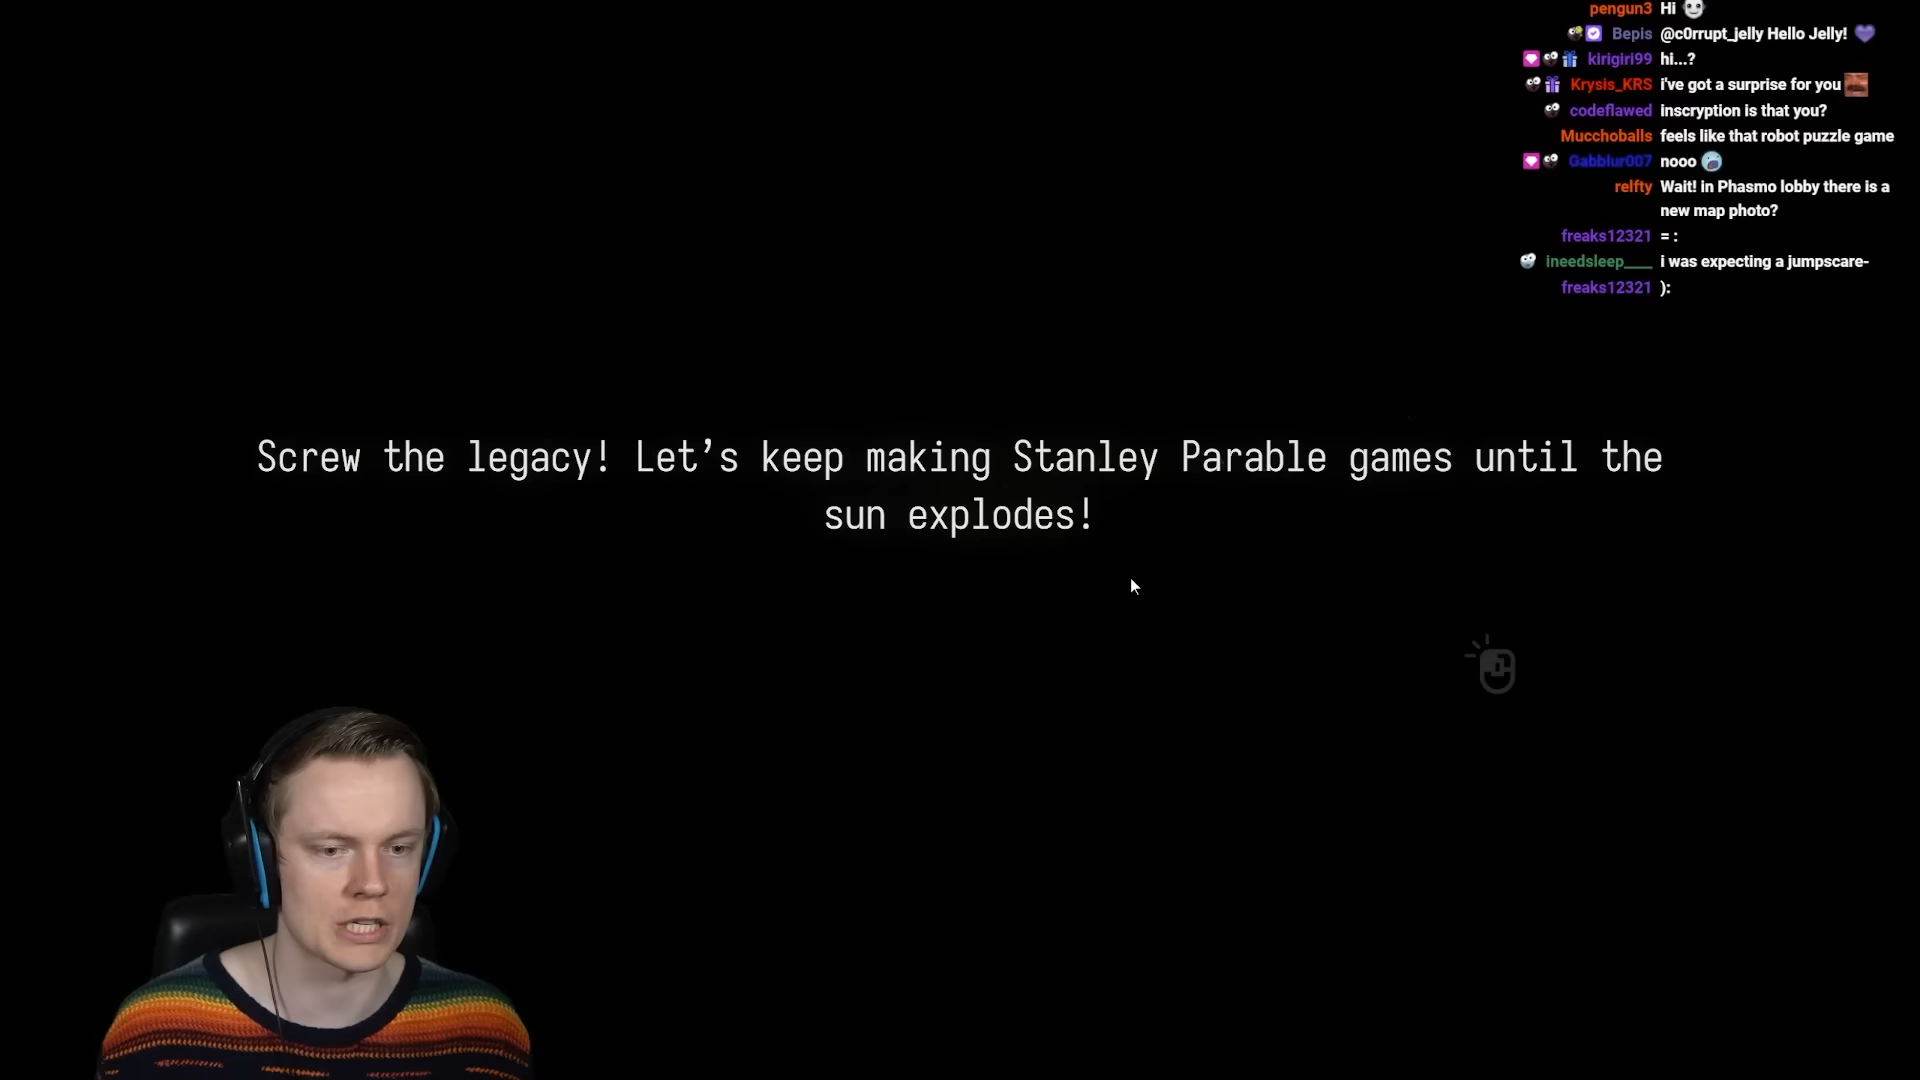 pengun3 Hi
Bepis @c0rrupt_jelly Hello Jelly!
kirigiri99 hi...?
Krysis_KRS i've got a surprise for you
codeflawed inscryption is that you?
Mucchoballs feels like that robot puzzle game
Gabblur007 nooo
relfty Wait! in Phasmo lobby there is a
new map photo?
freaks12321 = :
ineedsleep___ i was expecting a jumpscare-
freaks12321 ):
Screw the legacy! Let’s keep making Stanley Parable games until the
sun explodes!